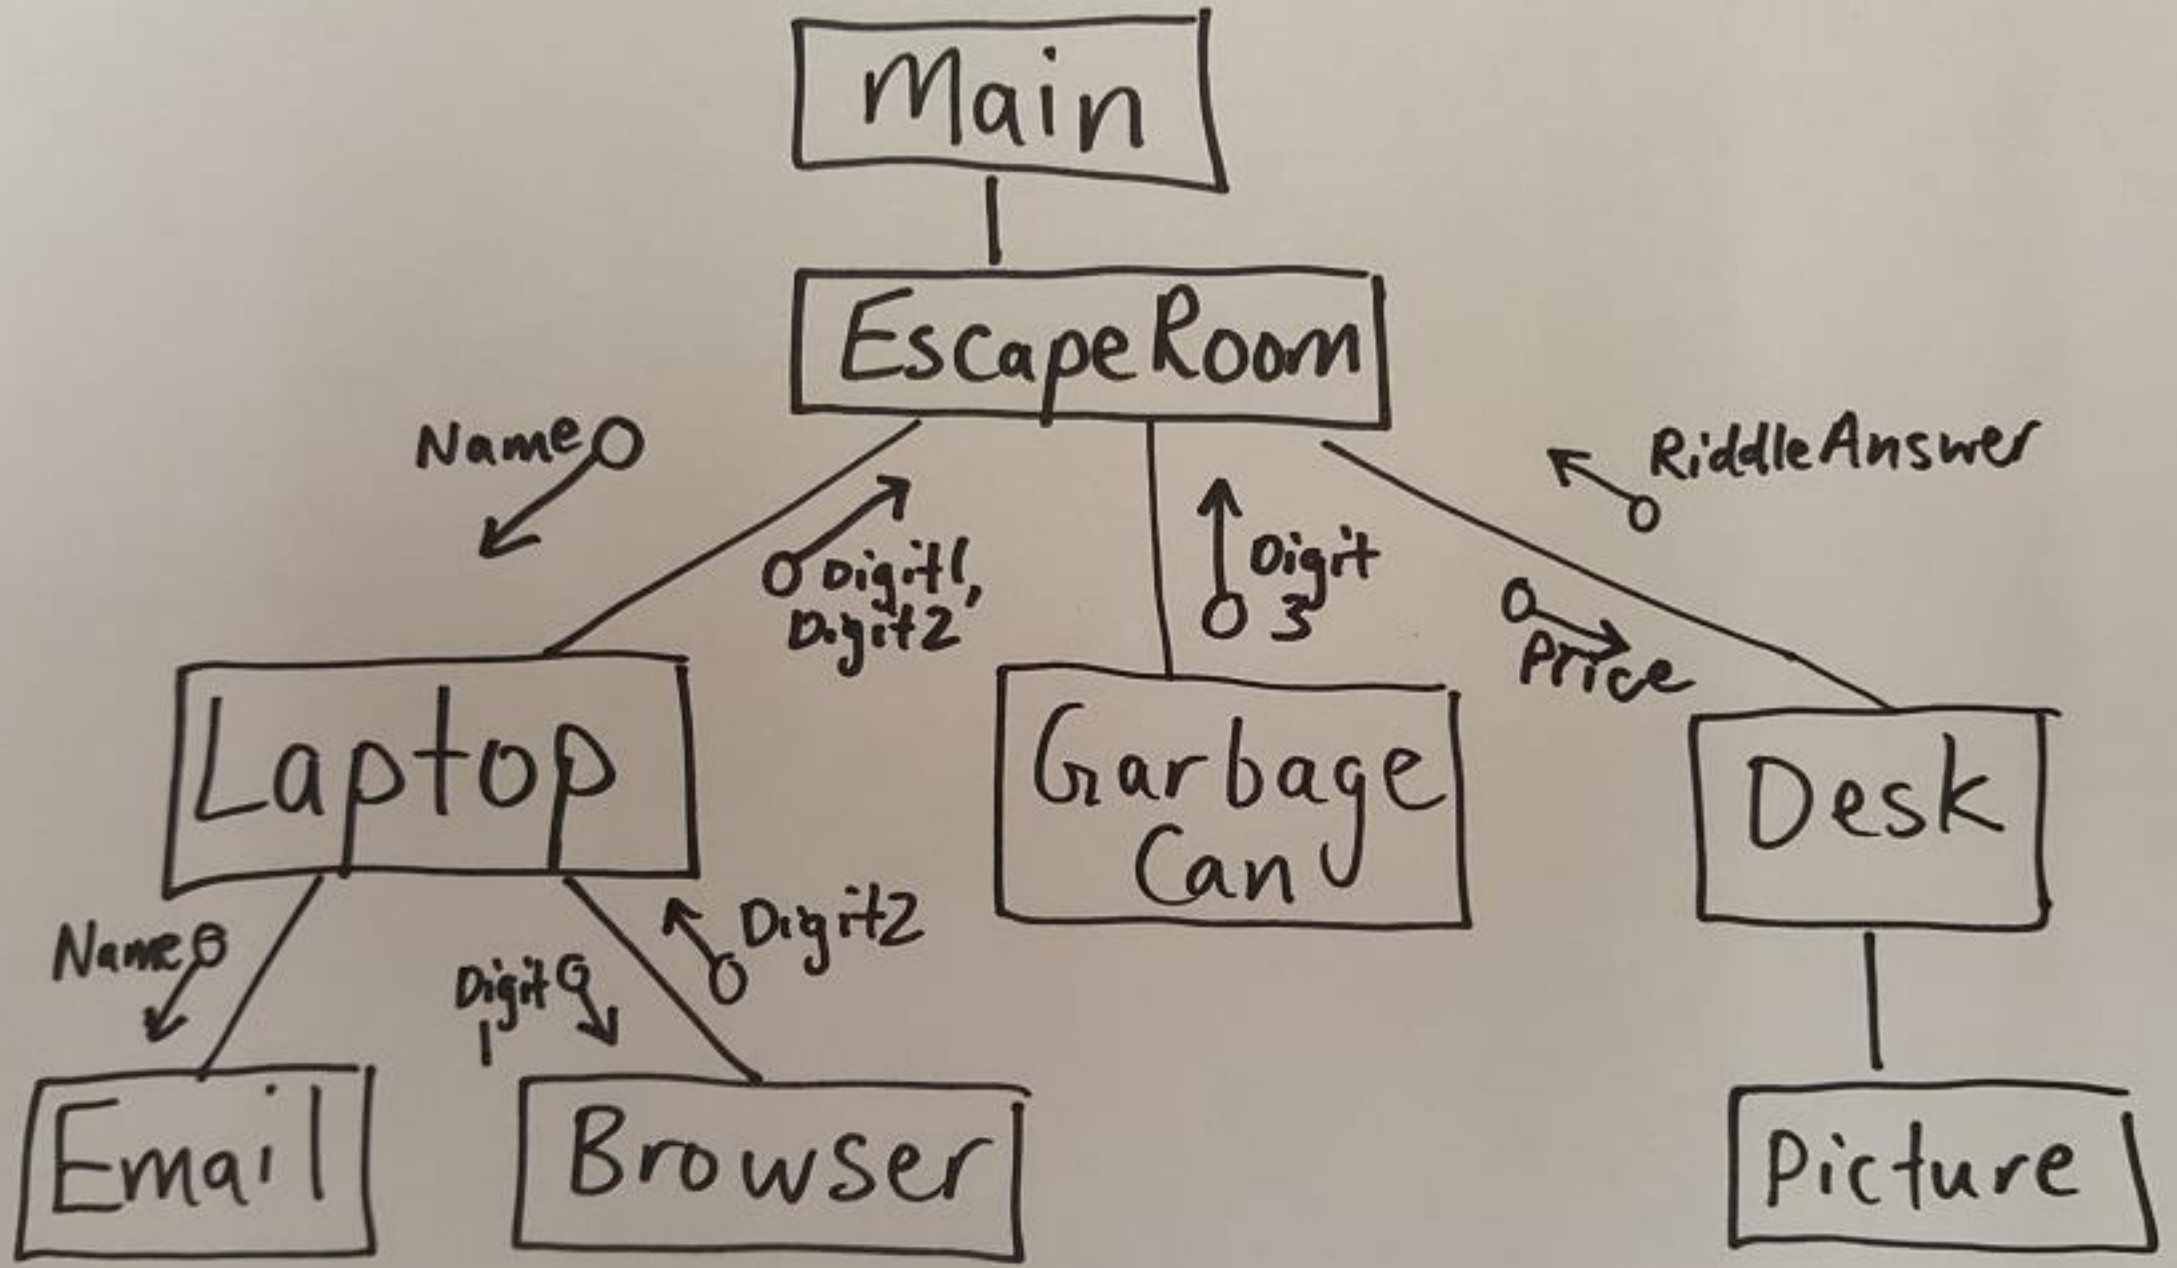 Main
EscapeRoom
Name
RiddleAnswer
Digit1,
Digit2
Digit
3
Price
Laptop
Garbage
Can
Desk
Name
Digit
1
Digit2
Email
Browser
Picture